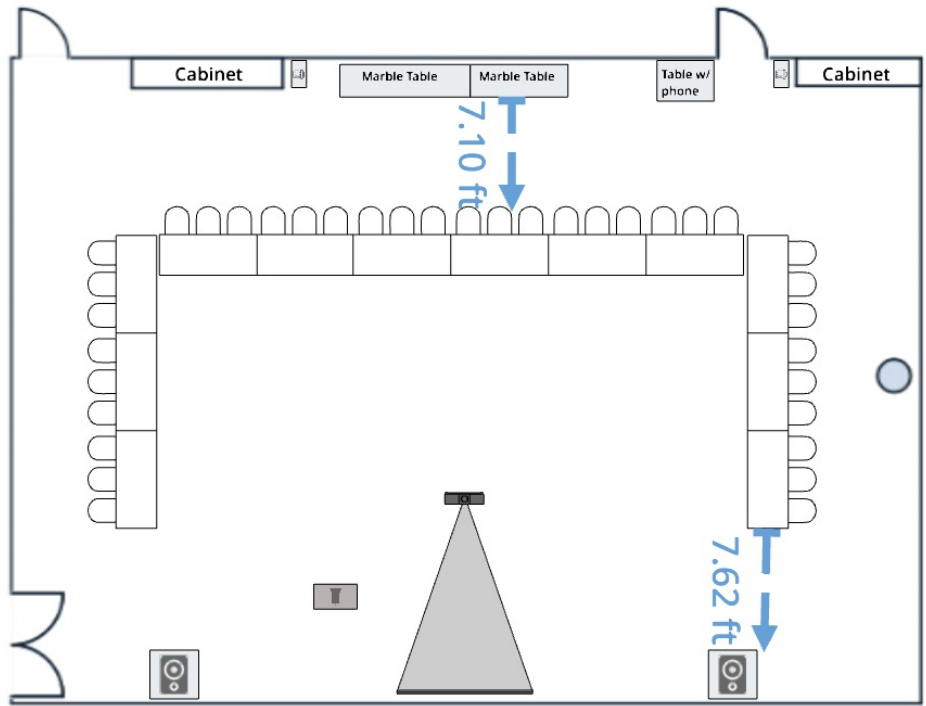 Cabinet
Marble Table
Marble Table
Table w/
phone
Cabinet
7.10 ft
7.62 ft